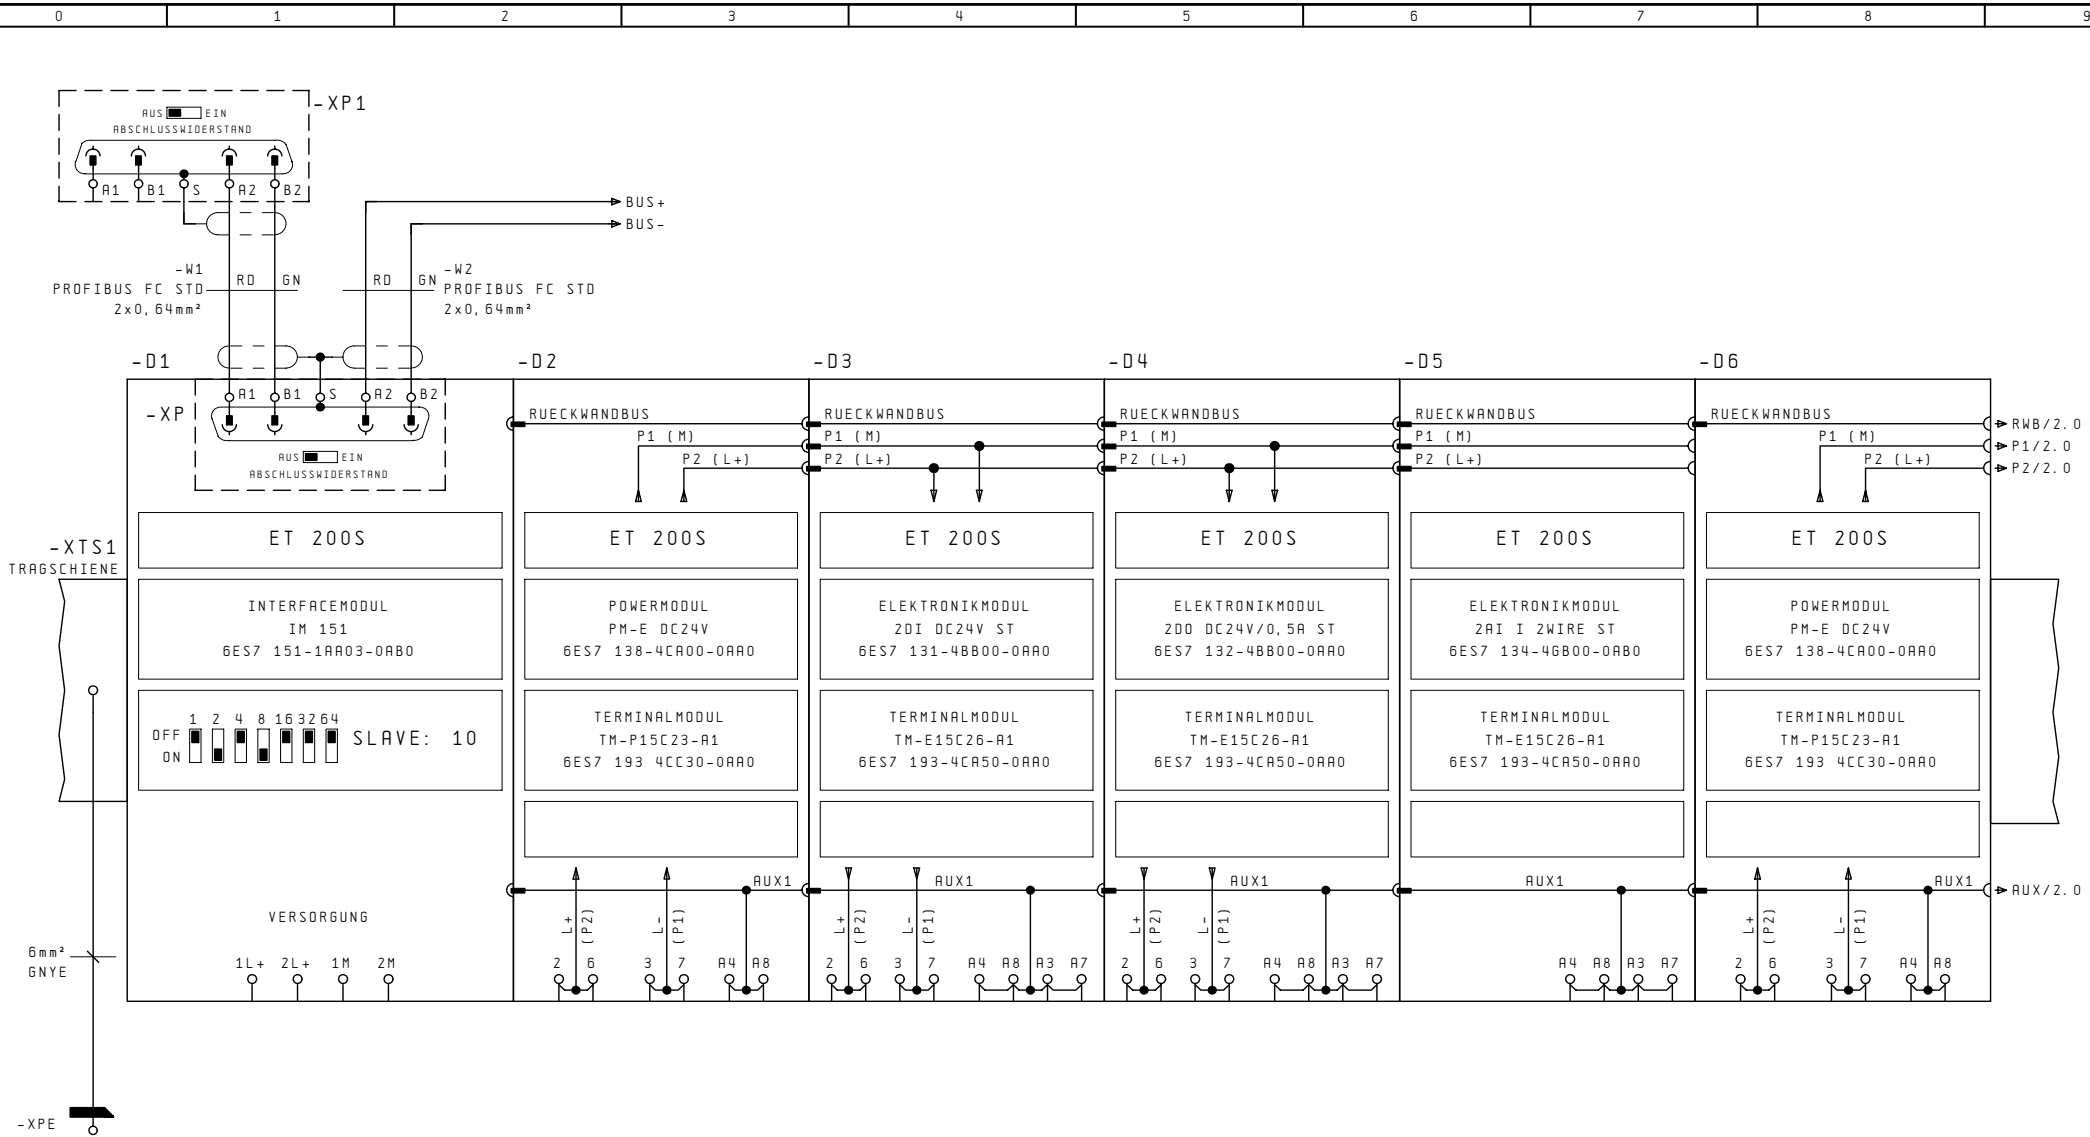 0 1 2 3 4 5 6 7 8 9
-XP1
AUS EIN
ABSCHLUSSWIDERSTAND
A1 B1 S A2 B2
BUS+
BUS-
-W1
PROFIBUS FC STD
2x0,64mm²
RD GN
RD GN
-W2
PROFIBUS FC STD
2x0,64mm²
-D1 -D2 -D3 -D4 -D5 -D6
-XP
A1 B1 S A2 B2
AUS EIN
ABSCHLUSSWIDERSTAND
RUECKWANDBUS RUECKWANDBUS RUECKWANDBUS RUECKWANDBUS RUECKWANDBUS RWB/2.0
P1 (M) P1 (M) P1 (M) P1 (M) P1 (M) P1/2.0
P2 (L+) P2 (L+) P2 (L+) P2 (L+) P2 (L+) P2/2.0
-XTS1
TRAGSCHIENE
ET 200S ET 200S ET 200S ET 200S ET 200S ET 200S
INTERFACEMODUL
IM 151
6ES7 151-1AA03-0AB0
POWERMODUL
PM-E DC24V
6ES7 138-4CA00-0AA0
ELEKTRONIKMODUL
2DI DC24V ST
6ES7 131-4BB00-0AA0
ELEKTRONIKMODUL
2DO DC24V/0,5A ST
6ES7 132-4BB00-0AA0
ELEKTRONIKMODUL
2AI I 2WIRE ST
6ES7 134-4GB00-0AB0
POWERMODUL
PM-E DC24V
6ES7 138-4CA00-0AA0
1 2 4 8 16 32 64
OFF
ON
SLAVE: 10
TERMINALMODUL
TM-P15C23-A1
6ES7 193 4CC30-0AA0
TERMINALMODUL
TM-E15C26-A1
6ES7 193-4CA50-0AA0
TERMINALMODUL
TM-E15C26-A1
6ES7 193-4CA50-0AA0
TERMINALMODUL
TM-E15C26-A1
6ES7 193-4CA50-0AA0
TERMINALMODUL
TM-P15C23-A1
6ES7 193 4CC30-0AA0
AUX1 AUX1 AUX1 AUX1 AUX1 AUX/2.0
VERSORGUNG
L+ (P2) L- (P1) L+ (P2) L- (P1) L+ (P2) L- (P1) L+ (P2) L- (P1)
6mm²
GNYE
1L+ 2L+ 1M 2M
2 6 3 7 A4 A8
2 6 3 7 A4 A8 A3 A7
2 6 3 7 A4 A8 A3 A7
A4 A8 A3 A7
2 6 3 7 A4 A8
-XPE